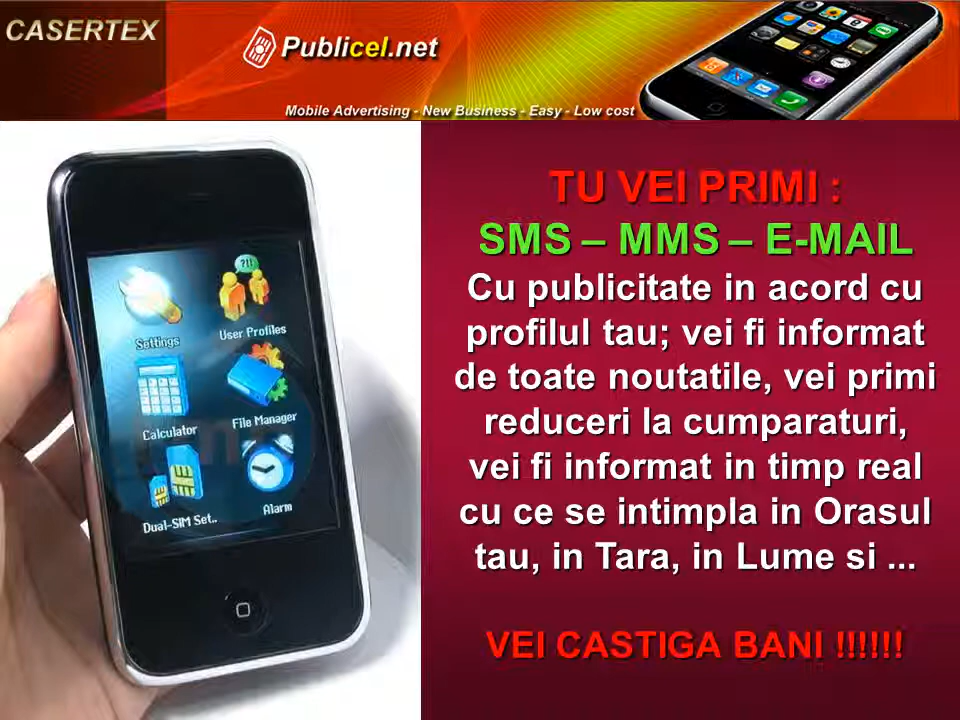 CASERTEX
Publicel.net
Mobile Advertising - New Business - Easy - Low cost
TU VEI PRIMI :
SMS – MMS – E-MAIL
Cu publicitate in acord cu
profilul tau; vei fi informat
de toate noutatile, vei primi
reduceri la cumparaturi,
vei fi informat in timp real
cu ce se intimpla in Orasul
tau, in Tara, in Lume si ...
VEI CASTIGA BANI !!!!!!
Settings
User Profiles
Calculator
File Manager
Dual-SIM Set..
Alarm
?!!